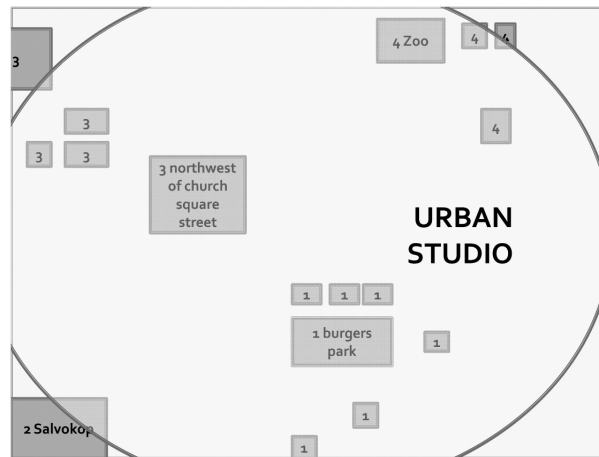 4 Zoo
4
4
3
3
4
3
3
3 northwest
of church
square
street
URBAN
STUDIO
1
1
1
1 burgers
park
1
1
2 Salvokop
1